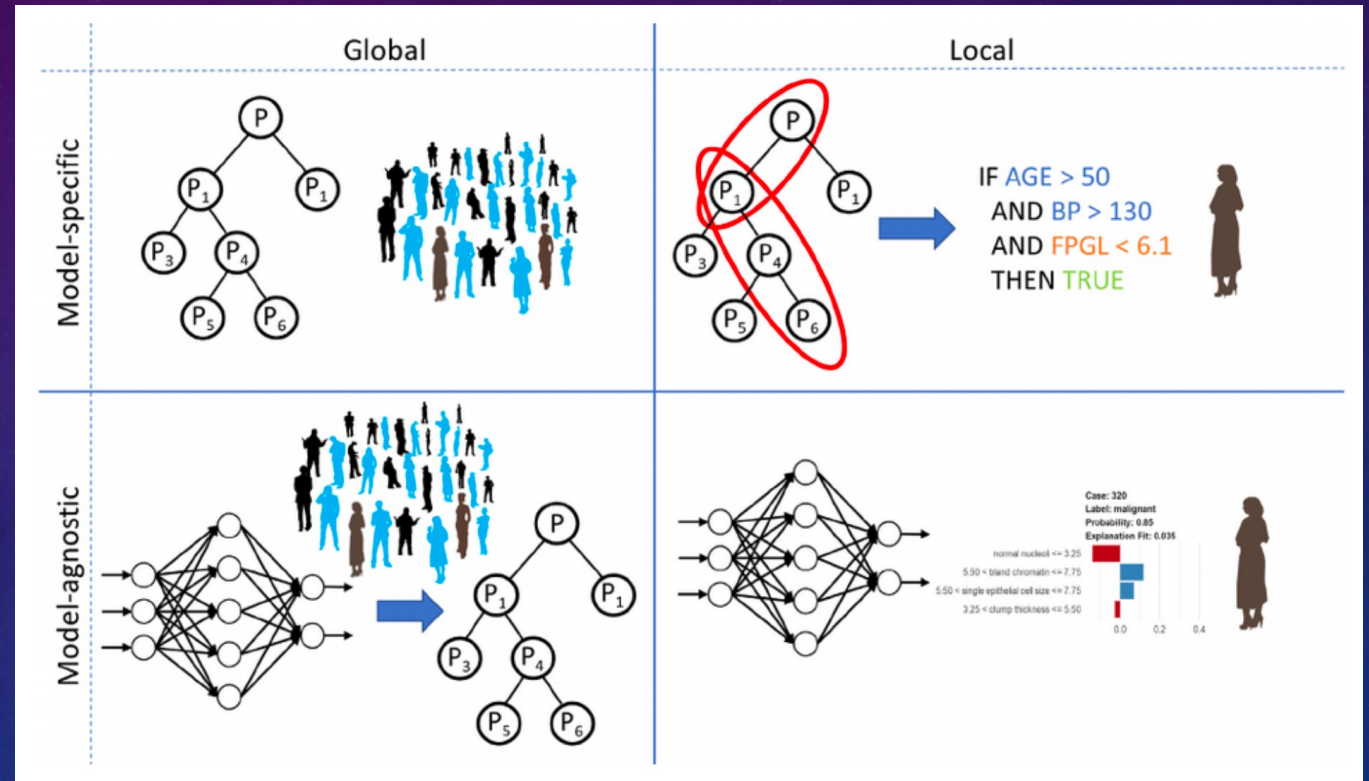 Global
Local
Model-specific
P
P₁
P₁
P₃
P₄
P₅
P₆
P
P₁
P₁
P₃
P₄
P₅
P₆
IF AGE > 50
AND BP > 130
AND FPGL < 6.1
THEN TRUE
Model-agnostic
P
P₁
P₁
P₃
P₄
P₅
P₆
Case: 320
Label: malignant
Probability: 0.85
Explanation Fit: 0.035
normal nucleoli <= 3.25
5.50 < bland chromatin <= 7.75
5.50 < single epithelial cell size <= 7.75
3.25 < clump thickness <= 5.50
0.0 0.2 0.4